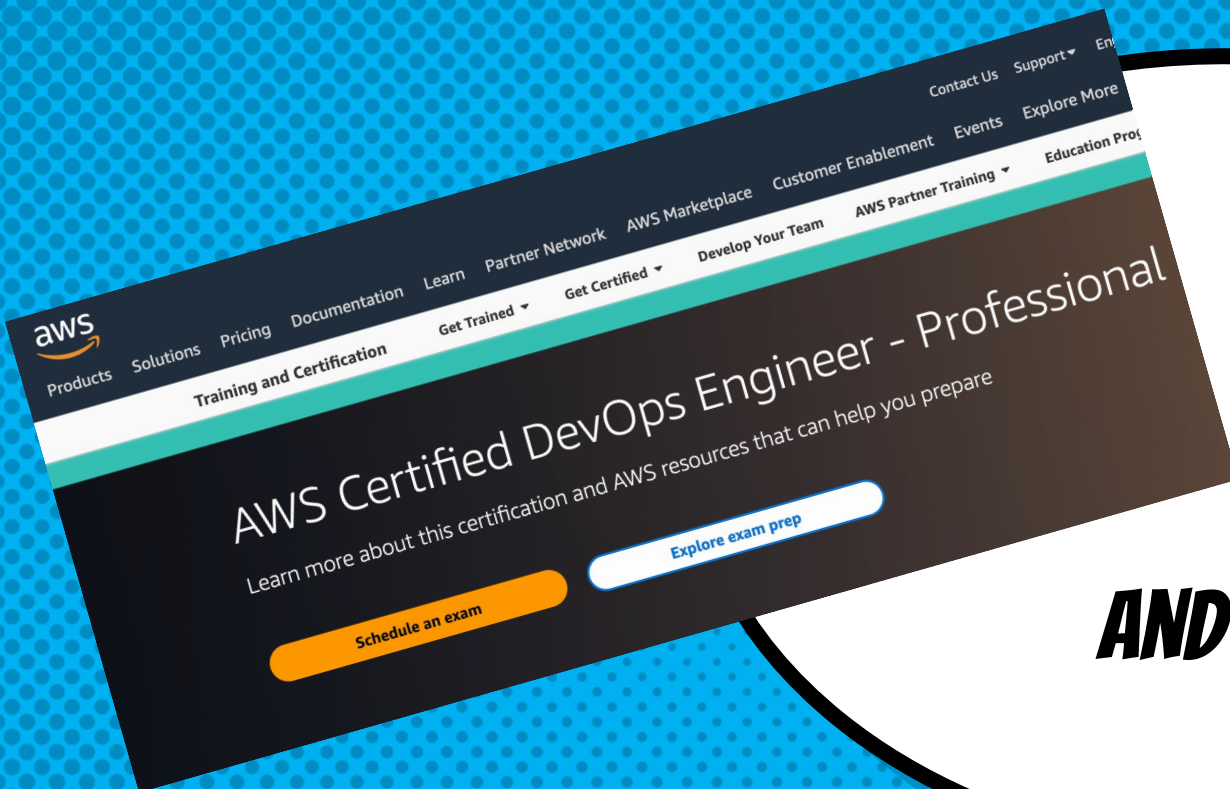 Contact Us Support
aws
Products Solutions Pricing Documentation Learn Partner Network AWS Marketplace Customer Enablement Events Explore More
Training and Certification Get Trained Get Certified Develop Your Team AWS Partner Training Education
AWS Certified DevOps Engineer - Professional
Learn more about this certification and AWS resources that can help you prepare
Schedule an exam Explore exam prep
AND